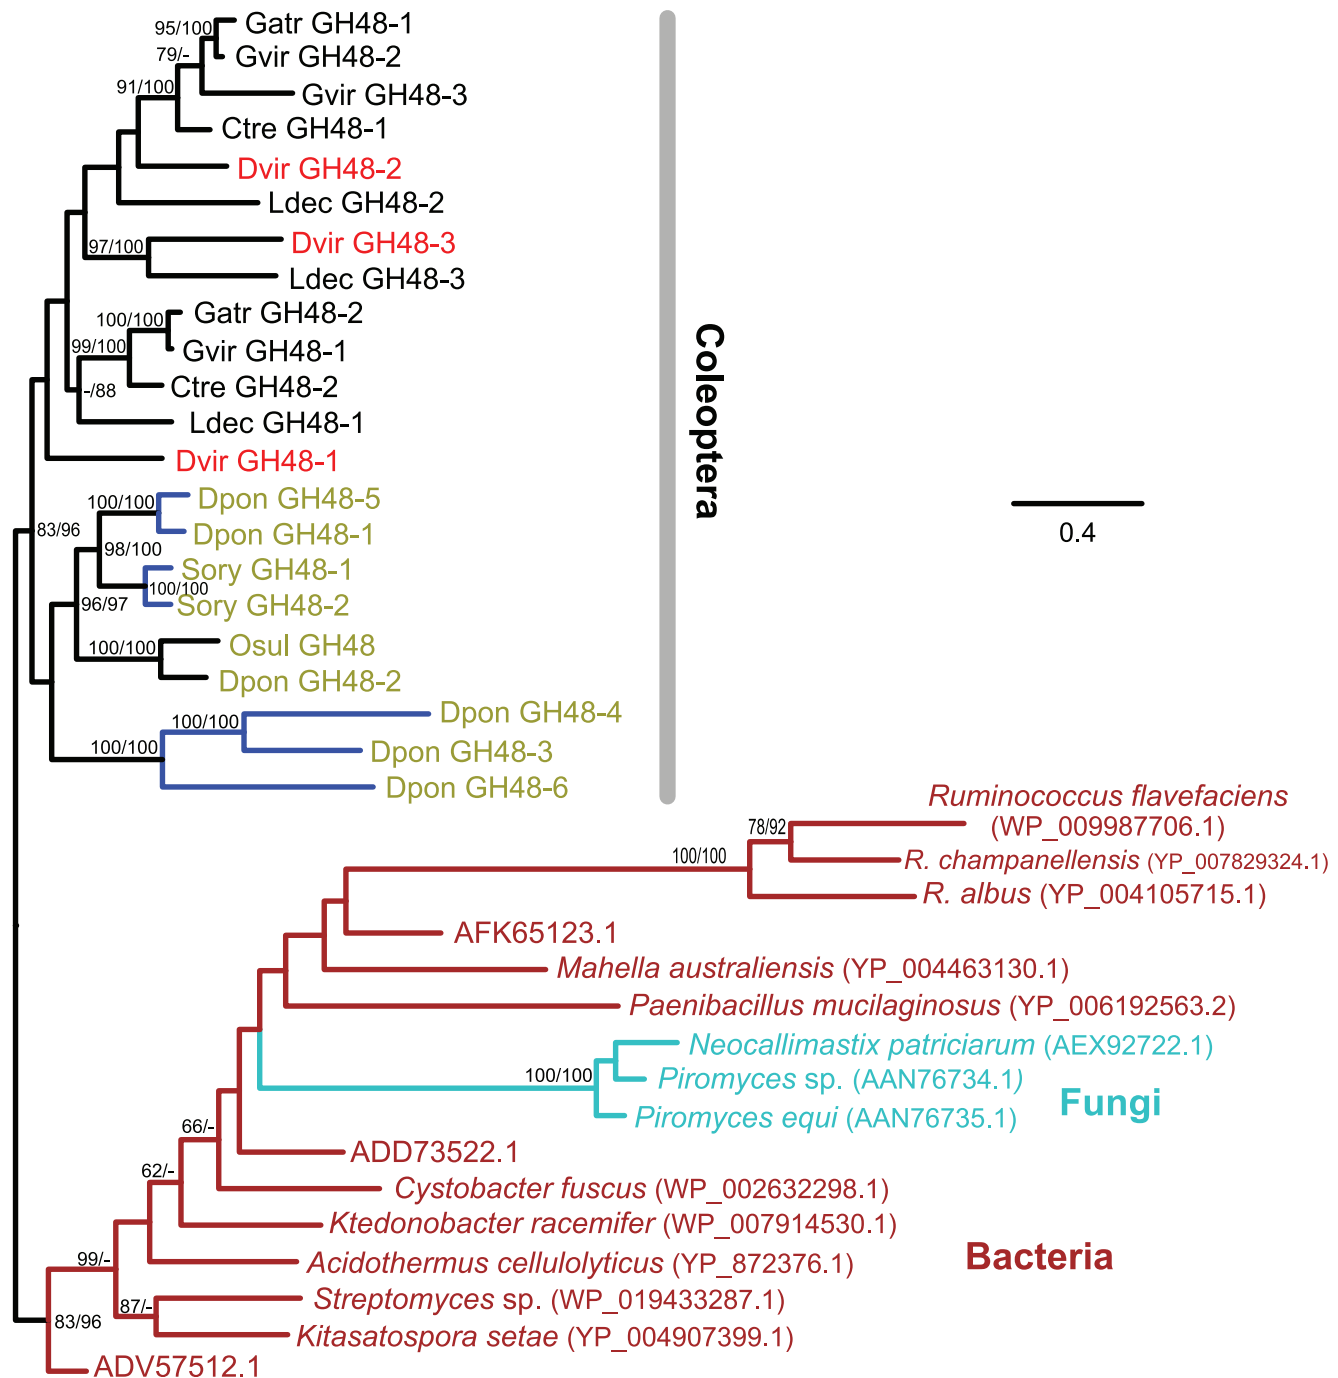 95/100
Gatr GH48-1
79/-
Gvir GH48-2
91/100
Gvir GH48-3
Ctre GH48-1
Dvir GH48-2
Ldec GH48-2
97/100
Dvir GH48-3
Ldec GH48-3
100/100
Gatr GH48-2
99/100
Gvir GH48-1
-/88
Ctre GH48-2
Ldec GH48-1
Dvir GH48-1
Coleoptera
100/100
Dpon GH48-5
83/96
Dpon GH48-1
0.4
98/100
Sory GH48-1
100/100
96/97
Sory GH48-2
100/100
Osul GH48
Dpon GH48-2
100/100
Dpon GH48-4
100/100
Dpon GH48-3
Dpon GH48-6
Ruminococcus flavefaciens
78/92
(WP_009987706.1)
100/100
R. champanellensis (YP_007829324.1)
R. albus (YP_004105715.1)
AFK65123.1
Mahella australiensis (YP_004463130.1)
Paenibacillus mucilaginosus (YP_006192563.2)
Neocallimastix patriciarum (AEX92722.1)
100/100
Piromyces sp. (AAN76734.1)
Fungi
Piromyces equi (AAN76735.1)
66/-
ADD73522.1
62/-
Cystobacter fuscus (WP_002632298.1)
Ktedonobacter racemifer (WP_007914530.1)
99/-
Acidothermus cellulolyticus (YP_872376.1)
Bacteria
87/-
Streptomyces sp. (WP_019433287.1)
83/96
Kitasatospora setae (YP_004907399.1)
ADV57512.1